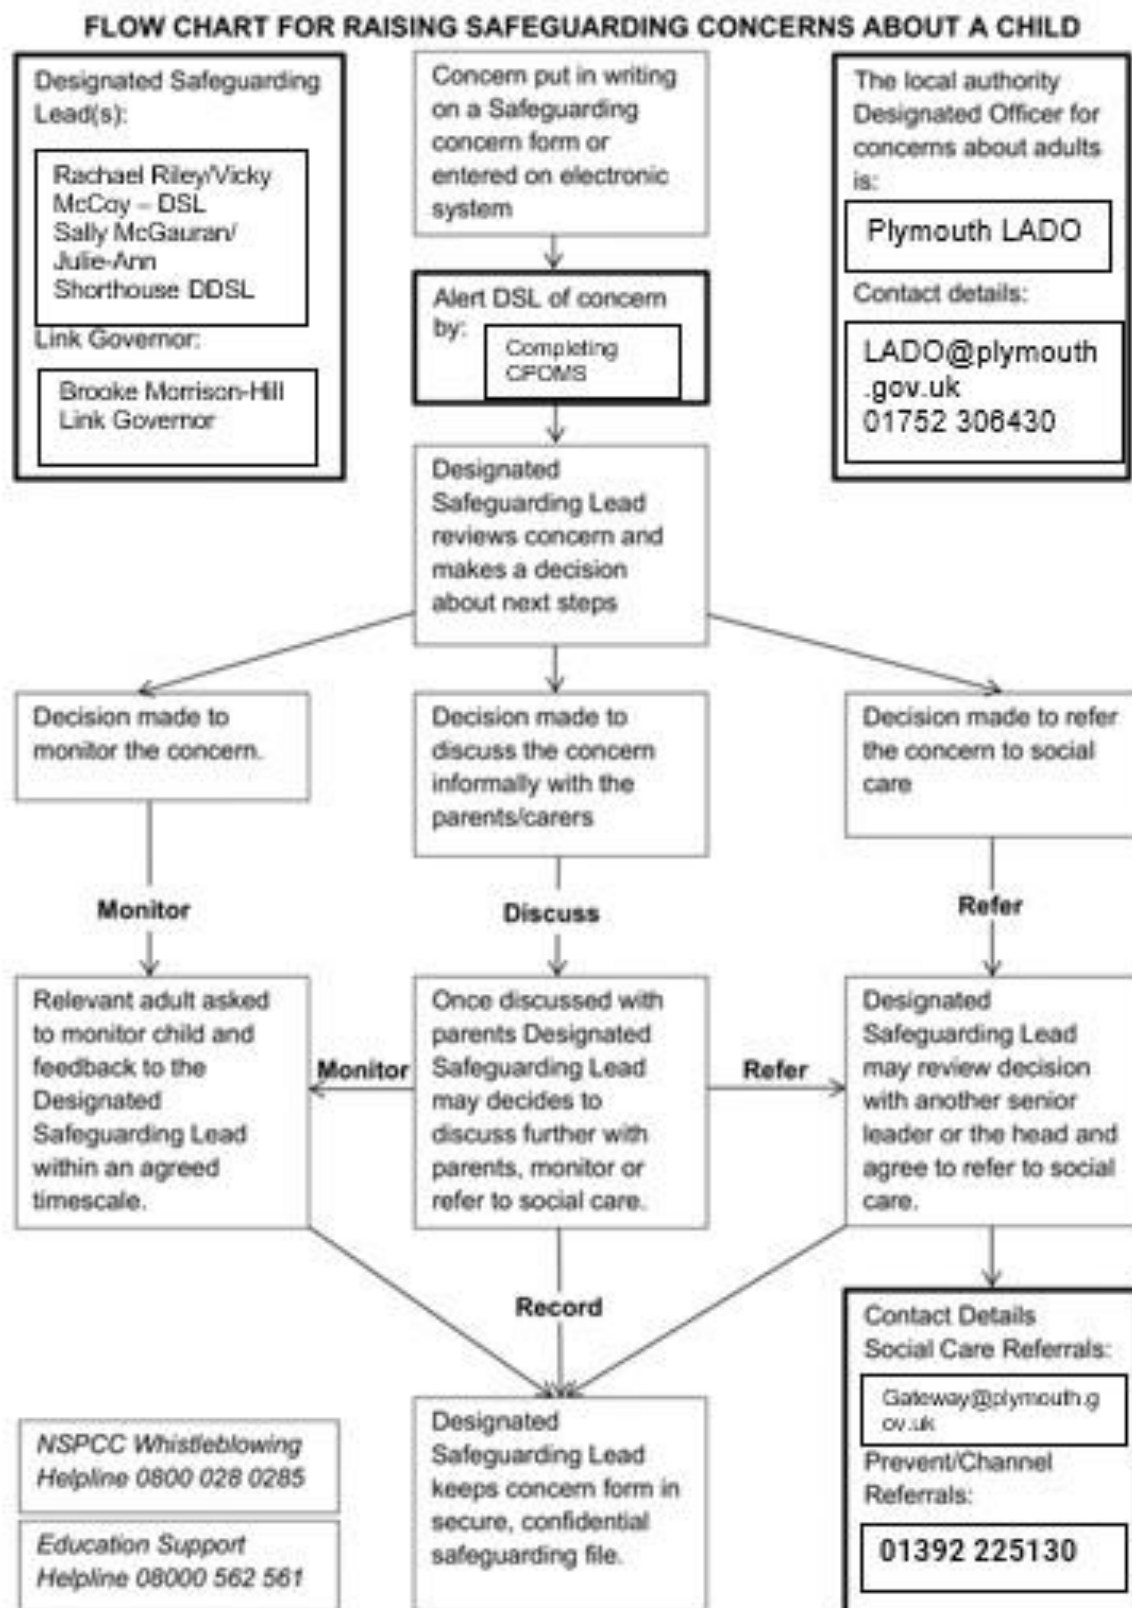 FLOW CHART FOR RAISING SAFEGUARDING CONCERNS ABOUT A CHILD
Designated Safeguarding
Lead(s):
Rachael Riley/Vicky
McCoy – DSL
Sally McGauran/
Julie-Ann
Shorthouse DDSL
Link Governor:
Brooke Morrison-Hill
Link Governor
Concern put in writing
on a Safeguarding
concern form or
entered on electronic
system
Alert DSL of concern
by:
Completing
CPOMS
The local authority
Designated Officer for
concerns about adults
is:
Plymouth LADO
Contact details:
LADO@plymouth
.gov.uk
01752 306430
Designated
Safeguarding Lead
reviews concern and
makes a decision
about next steps
Decision made to
monitor the concern.
Decision made to
discuss the concern
informally with the
parents/carers
Decision made to refer
the concern to social
care
Monitor
Discuss
Refer
Relevant adult asked
to monitor child and
feedback to the
Designated
Safeguarding Lead
within an agreed
timescale.
Monitor
Once discussed with
parents Designated
Safeguarding Lead
may decides to
discuss further with
parents, monitor or
refer to social care.
Refer
Designated
Safeguarding Lead
may review decision
with another senior
leader or the head and
agree to refer to social
care.
Record
Contact Details
Social Care Referrals:
Gateway@plymouth.g
ov.uk
Prevent/Channel
Referrals:
01392 225130
Designated
Safeguarding Lead
keeps concern form in
secure, confidential
safeguarding file.
NSPCC Whistleblowing
Helpline 0800 028 0285
Education Support
Helpline 08000 562 561